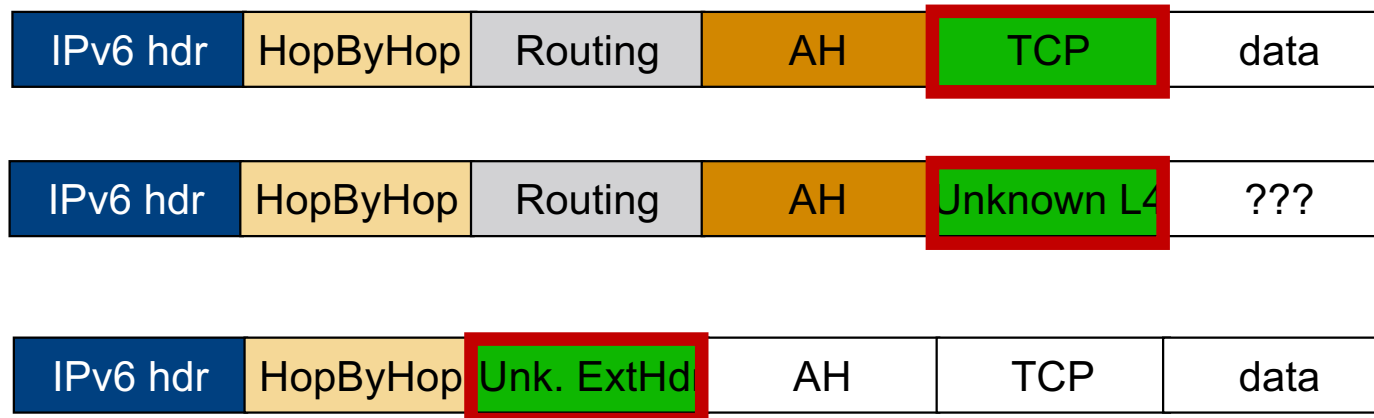 IPv6 hdr HopByHop Routing AH TCP data
IPv6 hdr HopByHop Routing AH Unknown L4 ???
IPv6 hdr HopByHop Unk. ExtHdr AH TCP data